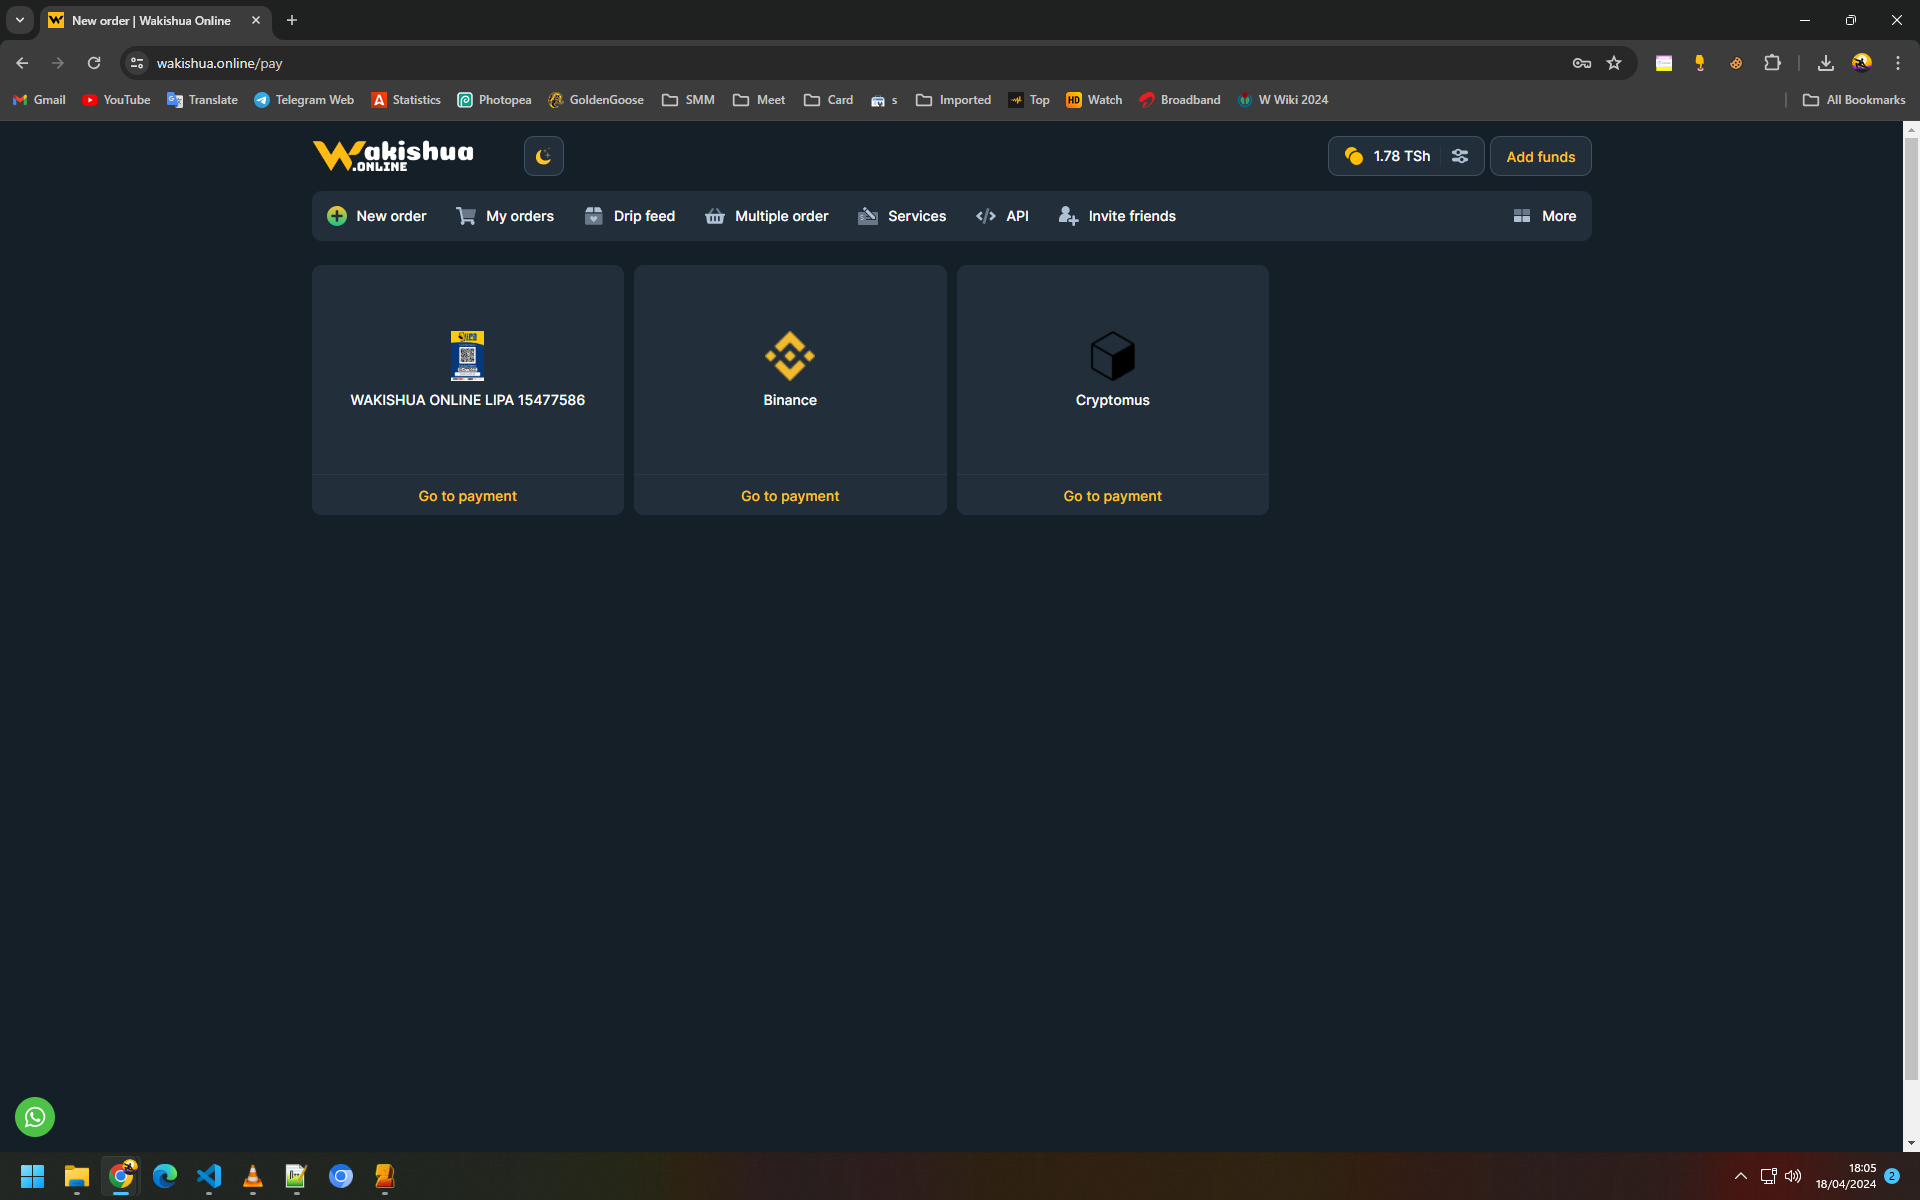 New order | Wakishua Online
wakishua.online/pay
Gmail
YouTube
Translate
Telegram Web
Statistics
Photopea
GoldenGoose
SMM
Meet
Card
s
Imported
Top
HD Watch
Broadband
W Wiki 2024
All Bookmarks
Wakishua
.ONLINE
1.78 TSh
Add funds
New order
My orders
Drip feed
Multiple order
Services
API
Invite friends
More
WAKISHUA ONLINE LIPA 15477586
Binance
Cryptomus
Go to payment
Go to payment
Go to payment
18:05
18/04/2024
2